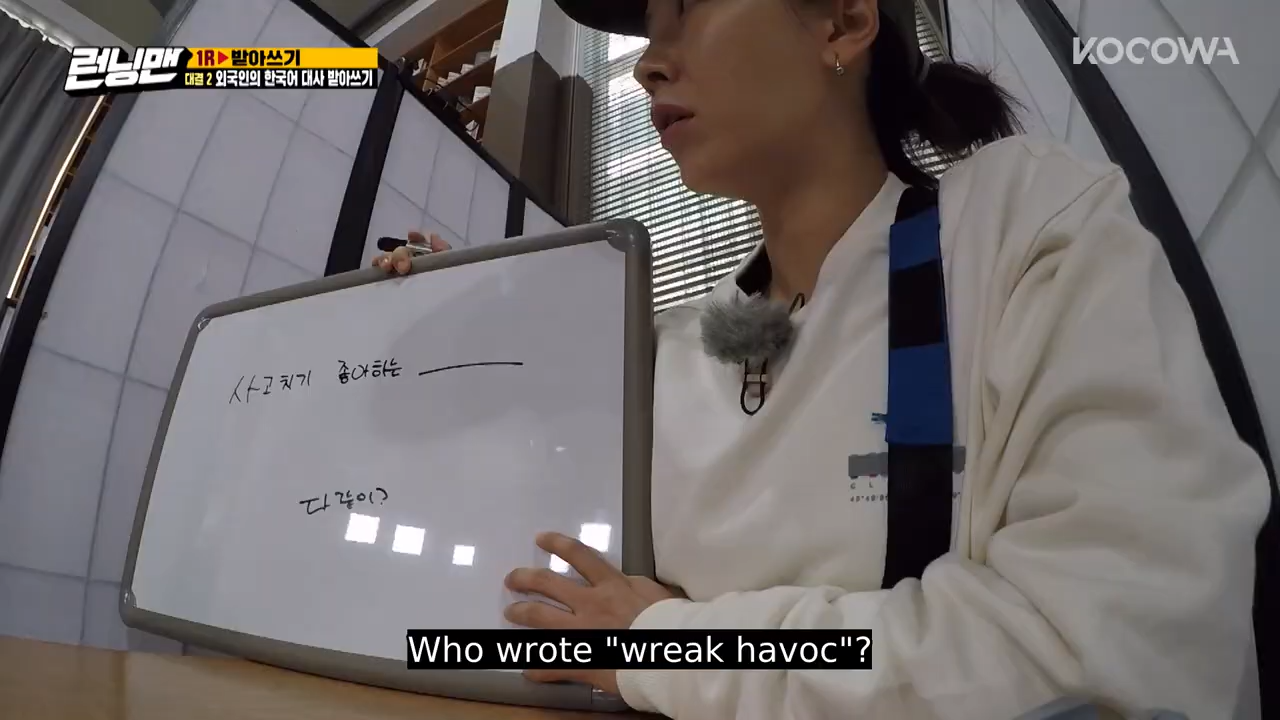 런닝맨 1R▶받아쓰기
대결 2 외국인의 한국어 대사 받아쓰기
KOCOWA
사고치기 좋아하는
다같이?
C L
Who wrote "wreak havoc"?